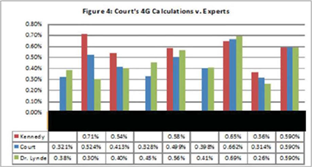 Figure 4: Court's 4G Calculations v. Experts
0.80%
0.70%
0.60%
0.50%
0.40%
0.30%
0.20%
0.10%
0.00%
Kennedy 0.71% 0.54% 0.58% 0.65% 0.36% 0.590%
Court 0.321% 0.524% 0.413% 0.328% 0.499% 0.398% 0.662% 0.314% 0.590%
Dr. Lynde 0.38% 0.30% 0.40% 0.45% 0.56% 0.41% 0.69% 0.26% 0.590%